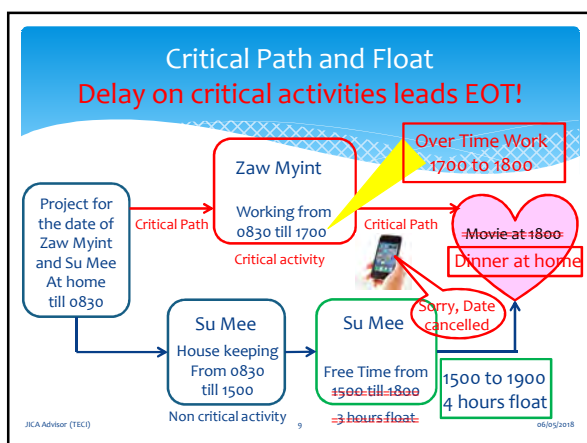 Critical Path and Float
Delay on critical activities leads EOT!
Over Time Work
1700 to 1800
Zaw Myint
Working from
0830 till 1700
Critical activity
Project for
the date of
Zaw Myint
and Su Mee
At home
till 0830
Critical Path
Critical Path
Movie at 1800
Dinner at home
Sorry, Date
cancelled
Su Mee
House keeping
From 0830
till 1500
Non critical activity
Su Mee
Free Time from
1500 till 1800
3 hours float
1500 to 1900
4 hours float
JICA Advisor (TECI)
9
06/05/2018